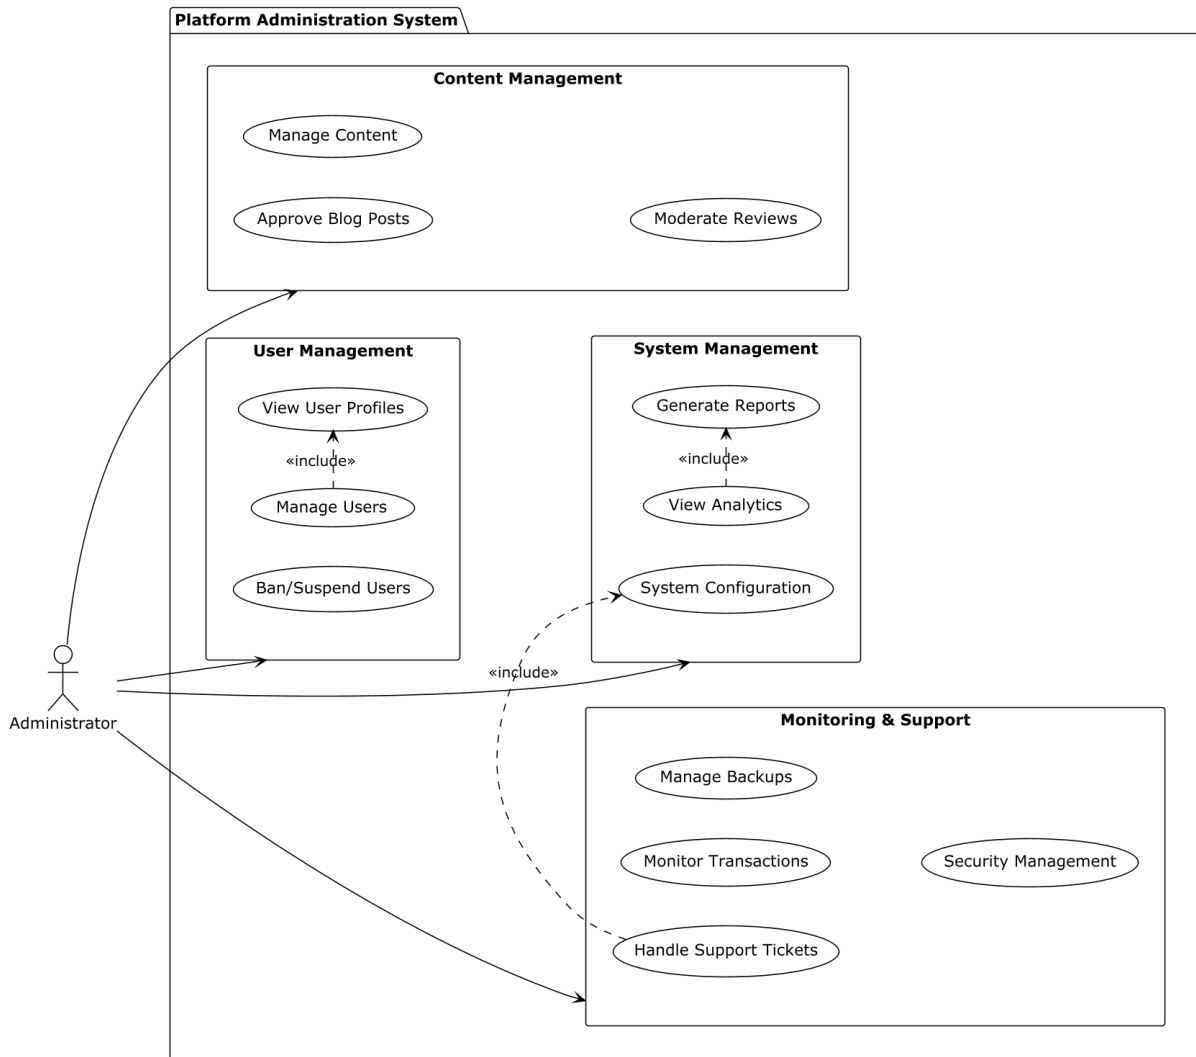 Platform Administration System
Content Management
Manage Content
Approve Blog Posts
Moderate Reviews
User Management
View User Profiles
«include»
Manage Users
Ban/Suspend Users
System Management
Generate Reports
«include»
View Analytics
System Configuration
«include»
Administrator
Monitoring & Support
Manage Backups
Monitor Transactions
Security Management
Handle Support Tickets